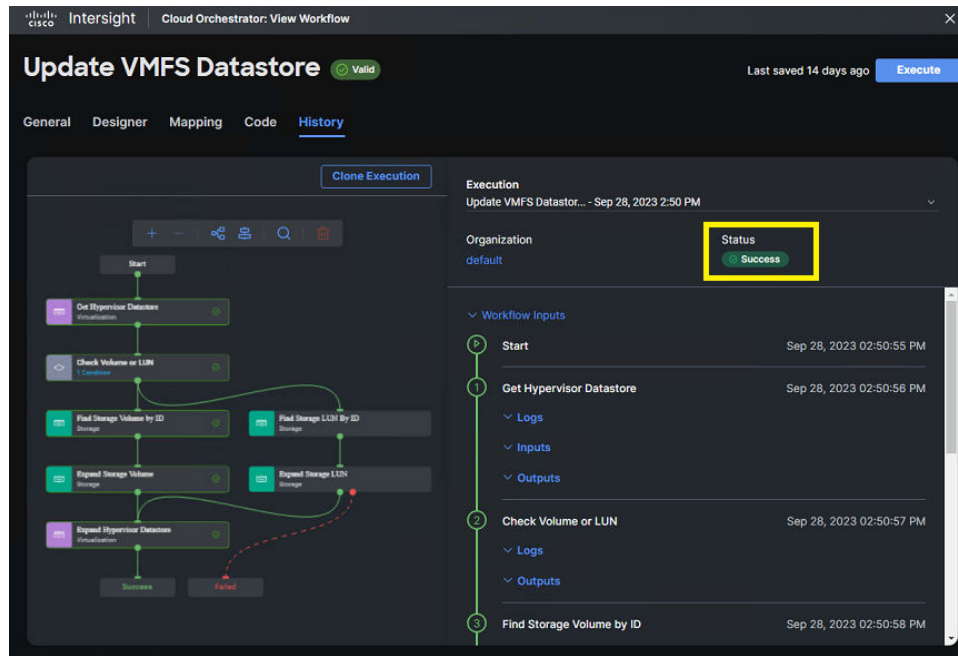 cisco Intersight Cloud Orchestrator: View Workflow
Update VMFS Datastore Valid
Last saved 14 days ago Execute
General Designer Mapping Code History
Clone Execution
Start
Get Hypervisor Datastore
Virtualization
Check Volume or LUN
1 Condition
Find Storage Volume by ID
Storage
Find Storage LUN By ID
Storage
Expand Storage Volume
Storage
Expand Storage LUN
Storage
Expand Hypervisor Datastore
Virtualization
Success
Failed
Execution
Update VMFS Datastor... - Sep 28, 2023 2:50 PM
Organization
default
Status
Success
Workflow Inputs
Start Sep 28, 2023 02:50:55 PM
1 Get Hypervisor Datastore Sep 28, 2023 02:50:56 PM
Logs
Inputs
Outputs
2 Check Volume or LUN Sep 28, 2023 02:50:57 PM
Logs
Outputs
3 Find Storage Volume by ID Sep 28, 2023 02:50:58 PM